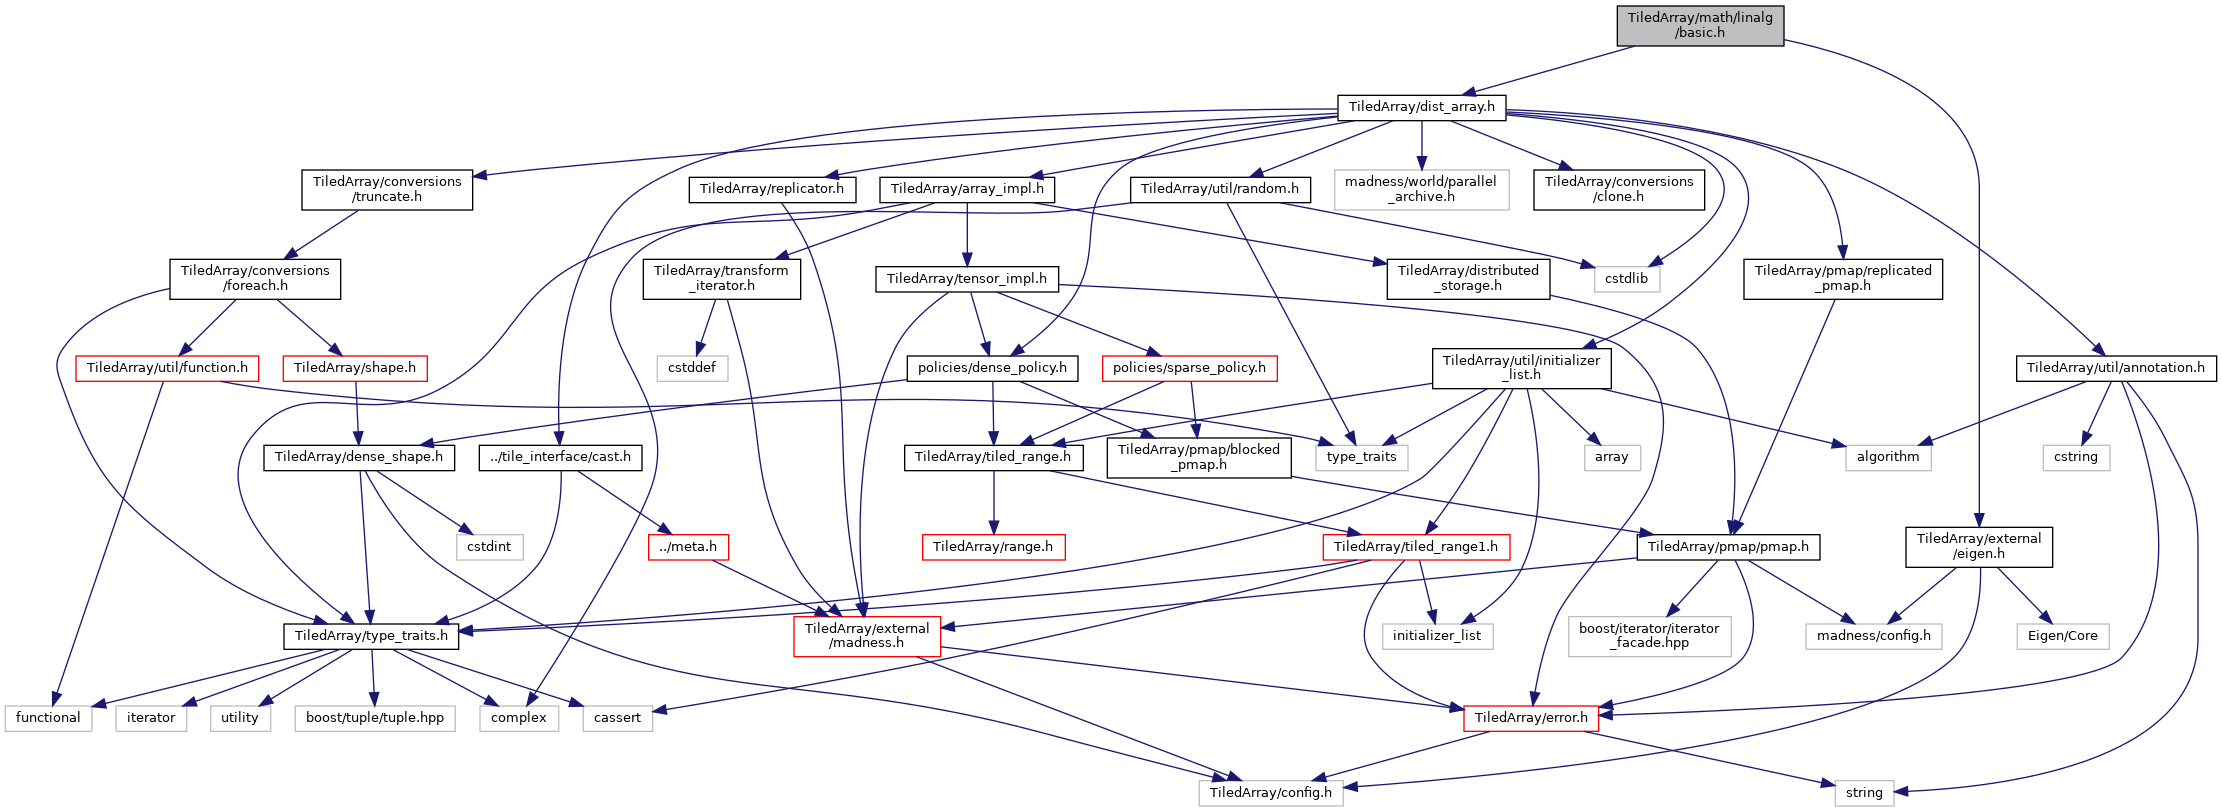 TiledArray/math/linalg
/basic.h
TiledArray/dist_array.h
TiledArray/conversions
/truncate.h
TiledArray/replicator.h
TiledArray/array_impl.h
TiledArray/util/random.h
madness/world/parallel
_archive.h
TiledArray/conversions
/clone.h
TiledArray/conversions
/foreach.h
TiledArray/transform
_iterator.h
TiledArray/tensor_impl.h
TiledArray/distributed
_storage.h
cstdlib
TiledArray/pmap/replicated
_pmap.h
TiledArray/util/function.h
TiledArray/shape.h
cstddef
policies/dense_policy.h
policies/sparse_policy.h
TiledArray/util/initializer
_list.h
TiledArray/util/annotation.h
TiledArray/dense_shape.h
../tile_interface/cast.h
TiledArray/tiled_range.h
TiledArray/pmap/blocked
_pmap.h
type_traits
array
algorithm
cstring
cstdint
../meta.h
TiledArray/range.h
TiledArray/tiled_range1.h
TiledArray/pmap/pmap.h
TiledArray/external
/eigen.h
TiledArray/type_traits.h
TiledArray/external
/madness.h
initializer_list
boost/iterator/iterator
_facade.hpp
madness/config.h
Eigen/Core
functional
iterator
utility
boost/tuple/tuple.hpp
complex
cassert
TiledArray/error.h
TiledArray/config.h
string